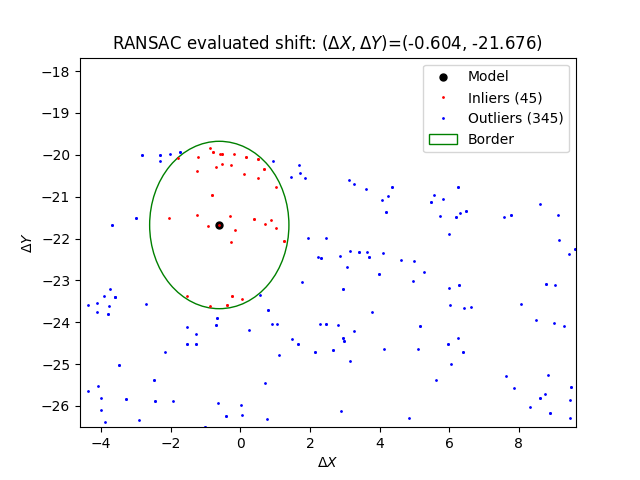 RANSAC evaluated shift: (ΔX, ΔY)=(-0.604, -21.676)
Model
Inliers (45)
Outliers (345)
Border
−18
−19
−20
−21
−22
−23
−24
−25
−26
ΔY
−4 −2 0 2 4 6 8
ΔX